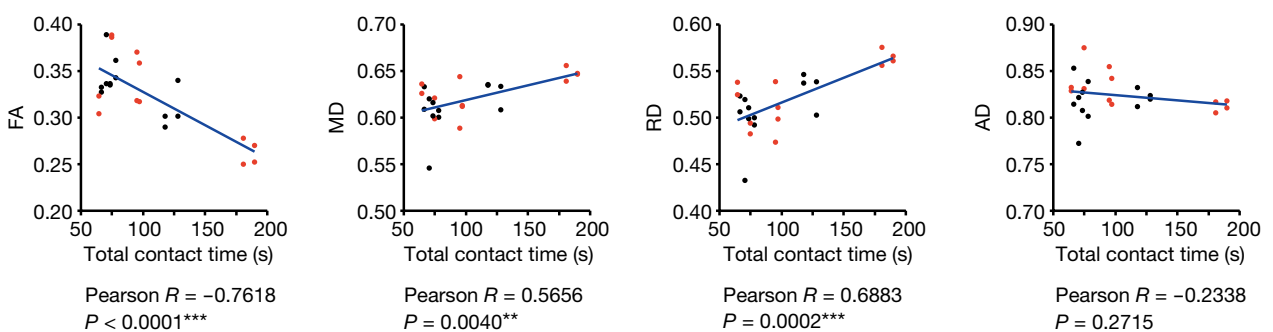 0.40
0.35
0.30
0.25
0.20
FA
50 100 150 200
Total contact time (s)
Pearson R = −0.7618
P < 0.0001***
0.70
0.65
0.60
0.55
0.50
MD
50 100 150 200
Total contact time (s)
Pearson R = 0.5656
P = 0.0040**
0.60
0.55
0.50
0.45
0.40
RD
50 100 150 200
Total contact time (s)
Pearson R = 0.6883
P = 0.0002***
0.90
0.85
0.80
0.75
0.70
AD
50 100 150 200
Total contact time (s)
Pearson R = −0.2338
P = 0.2715